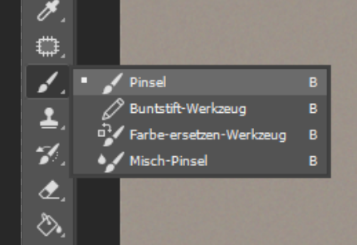 Pinsel B
Buntstift-Werkzeug B
Farbe-ersetzen-Werkzeug B
Misch-Pinsel B